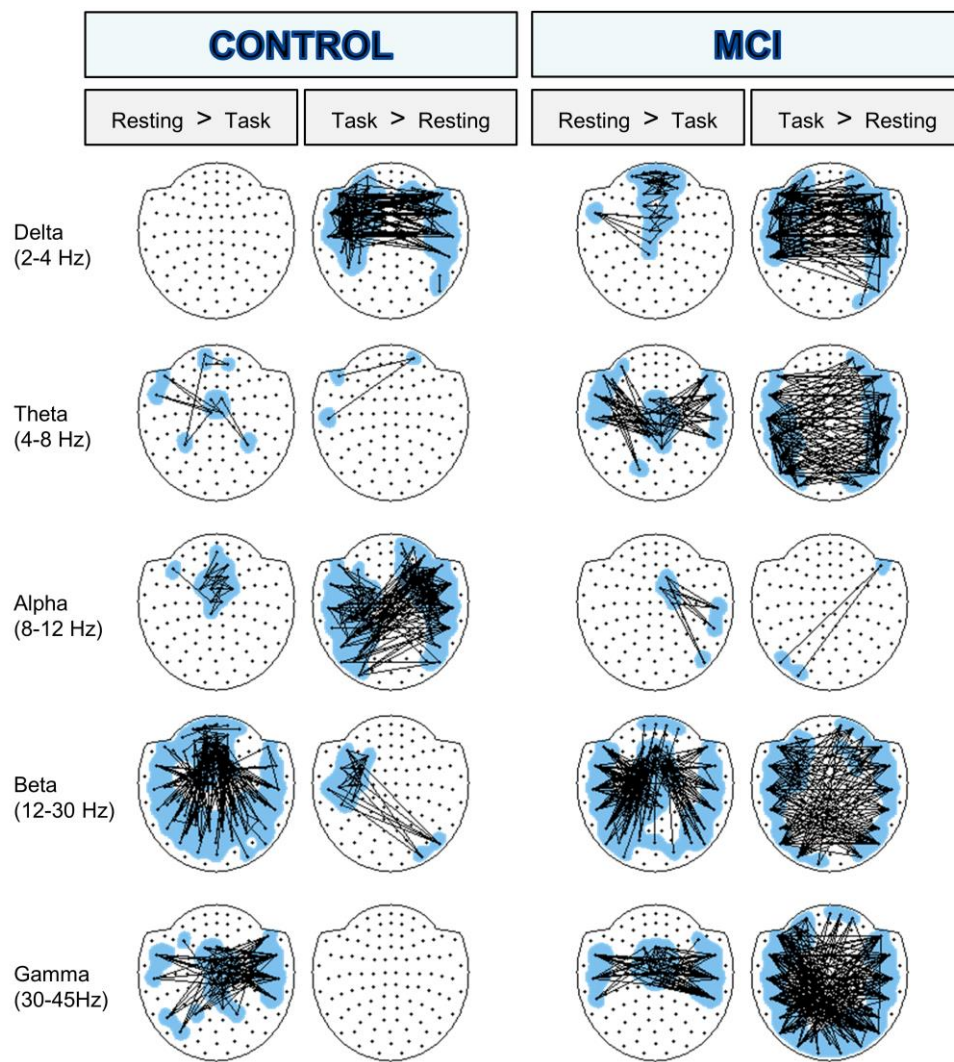 CONTROL MCI
Resting > Task Task > Resting Resting > Task Task > Resting
Delta
(2-4 Hz)
Theta
(4-8 Hz)
Alpha
(8-12 Hz)
Beta
(12-30 Hz)
Gamma
(30-45Hz)